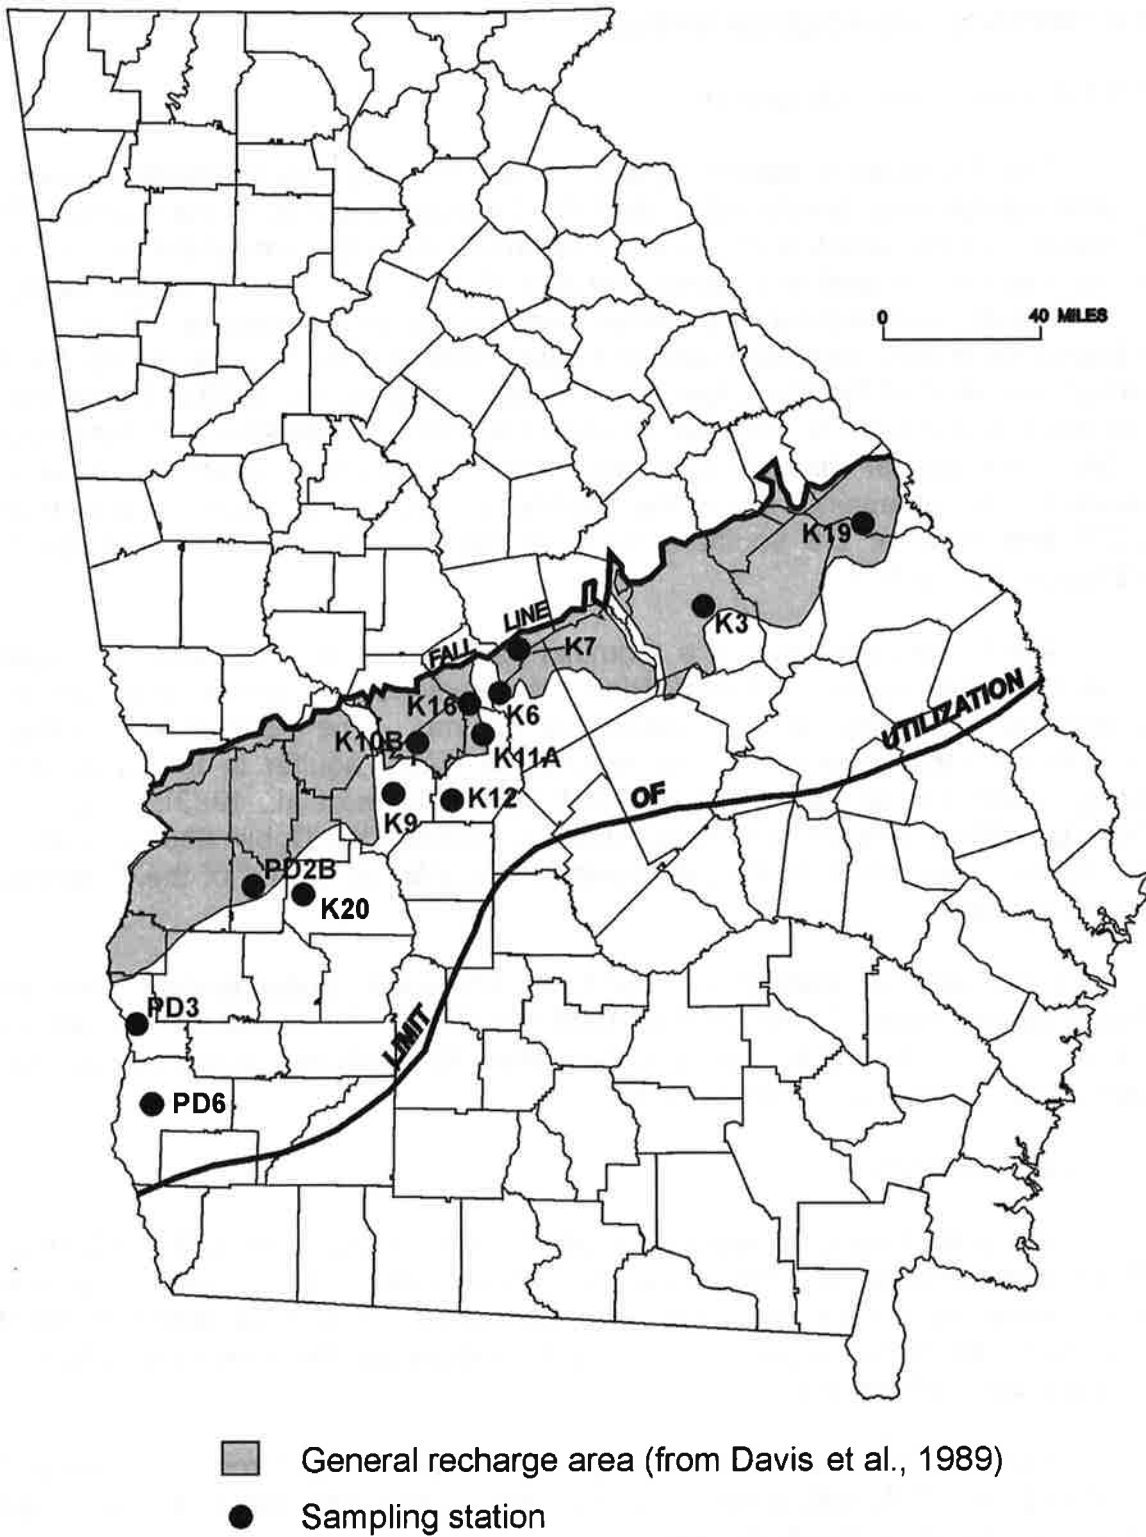 0 40 MILES
K19
K3
FALL LINE
K7
K16
K6
K10B
K11A
UTILIZATION
K12
K9
OF
PD2B
K20
LIMIT
PD3
PD6
General recharge area (from Davis et al., 1989)
Sampling station